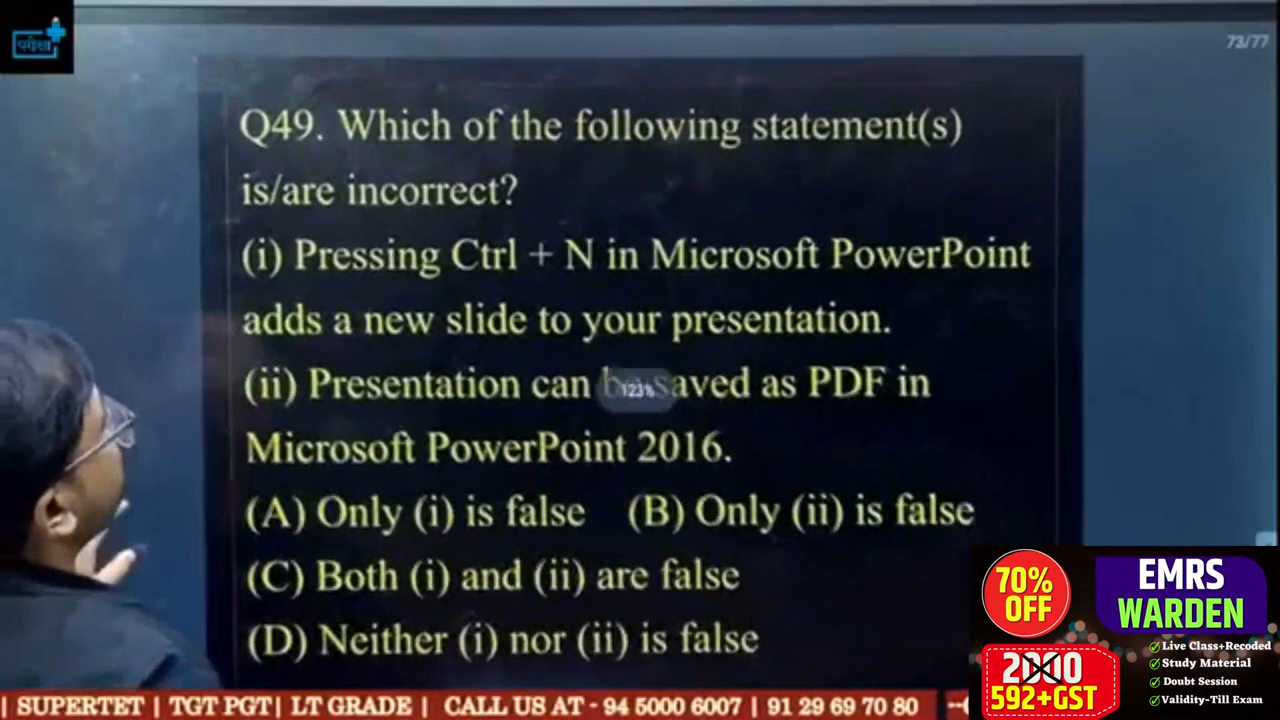 परीक्षा
73/77
Q49. Which of the following statement(s)
is/are incorrect?
(i) Pressing Ctrl + N in Microsoft PowerPoint
adds a new slide to your presentation.
(ii) Presentation can be saved as PDF in
123%
Microsoft PowerPoint 2016.
(A) Only (i) is false (B) Only (ii) is false
(C) Both (i) and (ii) are false
(D) Neither (i) nor (ii) is false
70%
OFF
EMRS
WARDEN
2000
592+GST
Live Class+Recoded
Study Material
Doubt Session
Validity-Till Exam
| SUPERTET | TGT PGT | LT GRADE | CALL US AT - 94 5000 6007 | 91 29 69 70 80